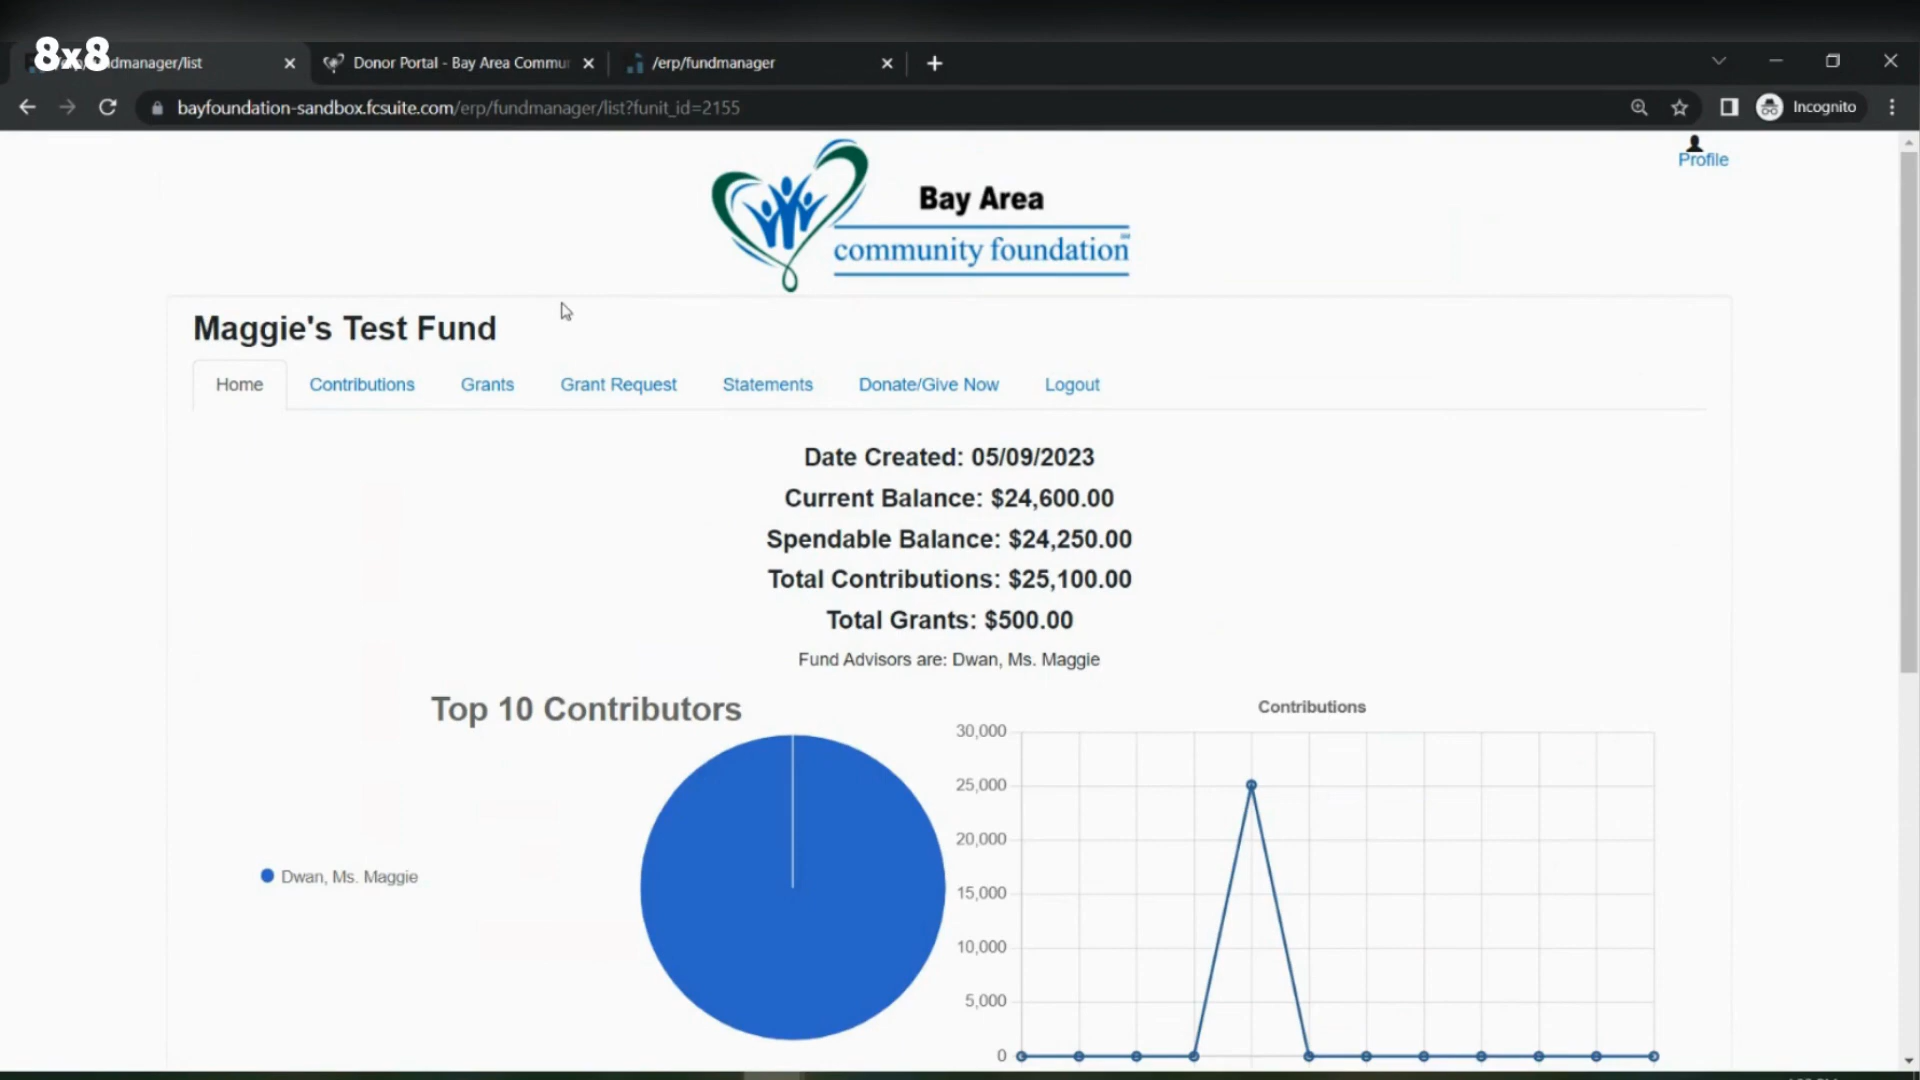 8x8
dmanager/list
Donor Portal - Bay Area Commu
/erp/fundmanager
bayfoundation-sandbox.fcsuite.com/erp/fundmanager/list?funit_id=2155
Incognito
Profile
Bay Area
community foundation
Maggie's Test Fund
Home
Contributions
Grants
Grant Request
Statements
Donate/Give Now
Logout
Date Created: 05/09/2023
Current Balance: $24,600.00
Spendable Balance: $24,250.00
Total Contributions: $25,100.00
Total Grants: $500.00
Fund Advisors are: Dwan, Ms. Maggie
Top 10 Contributors
Dwan, Ms. Maggie
Contributions
30,000
25,000
20,000
15,000
10,000
5,000
0